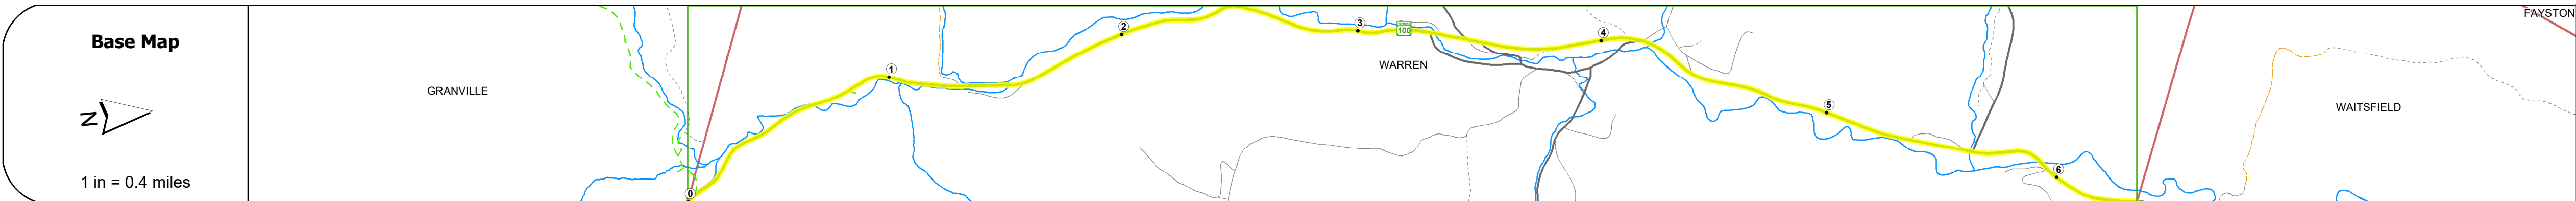 Base Map
N
1 in = 0.4 miles
GRANVILLE
0
1
2
3
100
WARREN
4
5
6
FAYSTON
WAITSFIELD